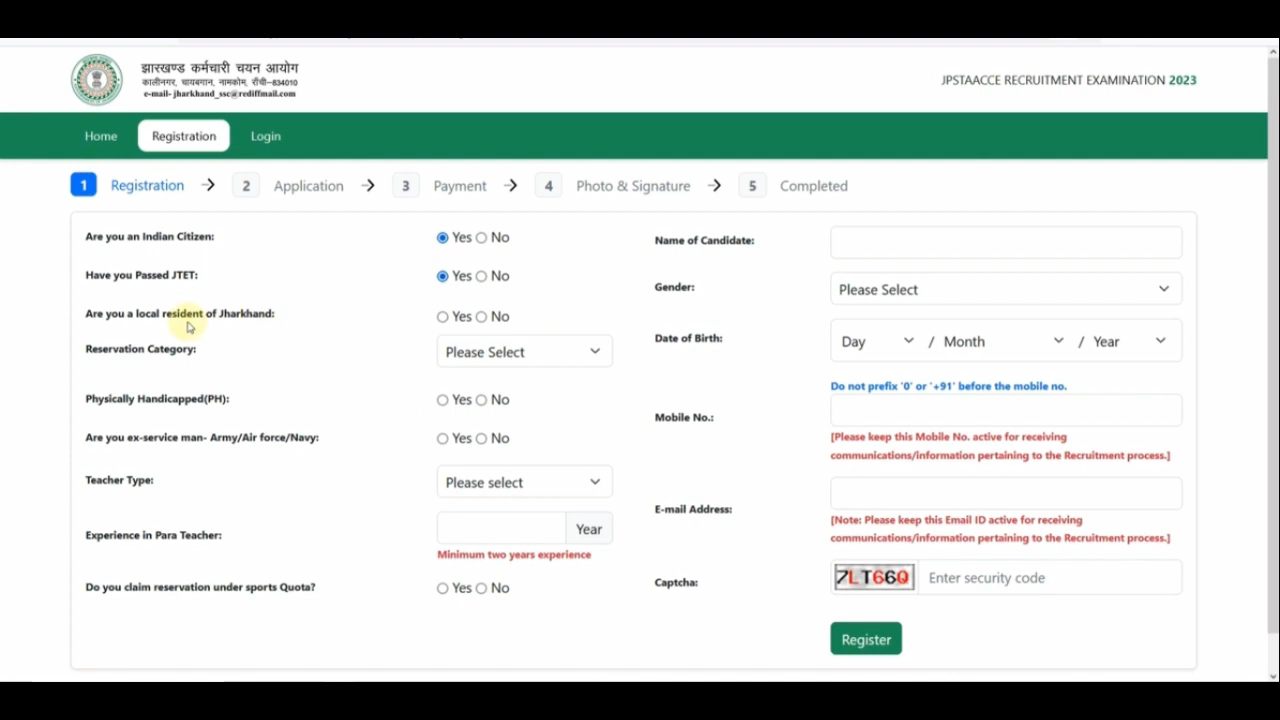 झारखण्ड कर्मचारी चयन आयोग
कालीनगर, चायबगान, नामकोम, राँची-834010
e-mail- jharkhand_ssc@rediffmail.com
JPSTAACCE RECRUITMENT EXAMINATION 2023
Home Registration Login
1 Registration → 2 Application → 3 Payment → 4 Photo & Signature → 5 Completed
Are you an Indian Citizen: Yes No
Have you Passed JTET: Yes No
Are you a local resident of Jharkhand: Yes No
Reservation Category: Please Select
Physically Handicapped(PH): Yes No
Are you ex-service man- Army/Air force/Navy: Yes No
Teacher Type: Please select
Experience in Para Teacher: Year
Minimum two years experience
Do you claim reservation under sports Quota? Yes No
Name of Candidate:
Gender: Please Select
Date of Birth: Day / Month / Year
Do not prefix '0' or '+91' before the mobile no.
Mobile No.:
[Please keep this Mobile No. active for receiving
communications/information pertaining to the Recruitment process.]
E-mail Address:
[Note: Please keep this Email ID active for receiving
communications/information pertaining to the Recruitment process.]
Captcha: 7LT66Q Enter security code
Register